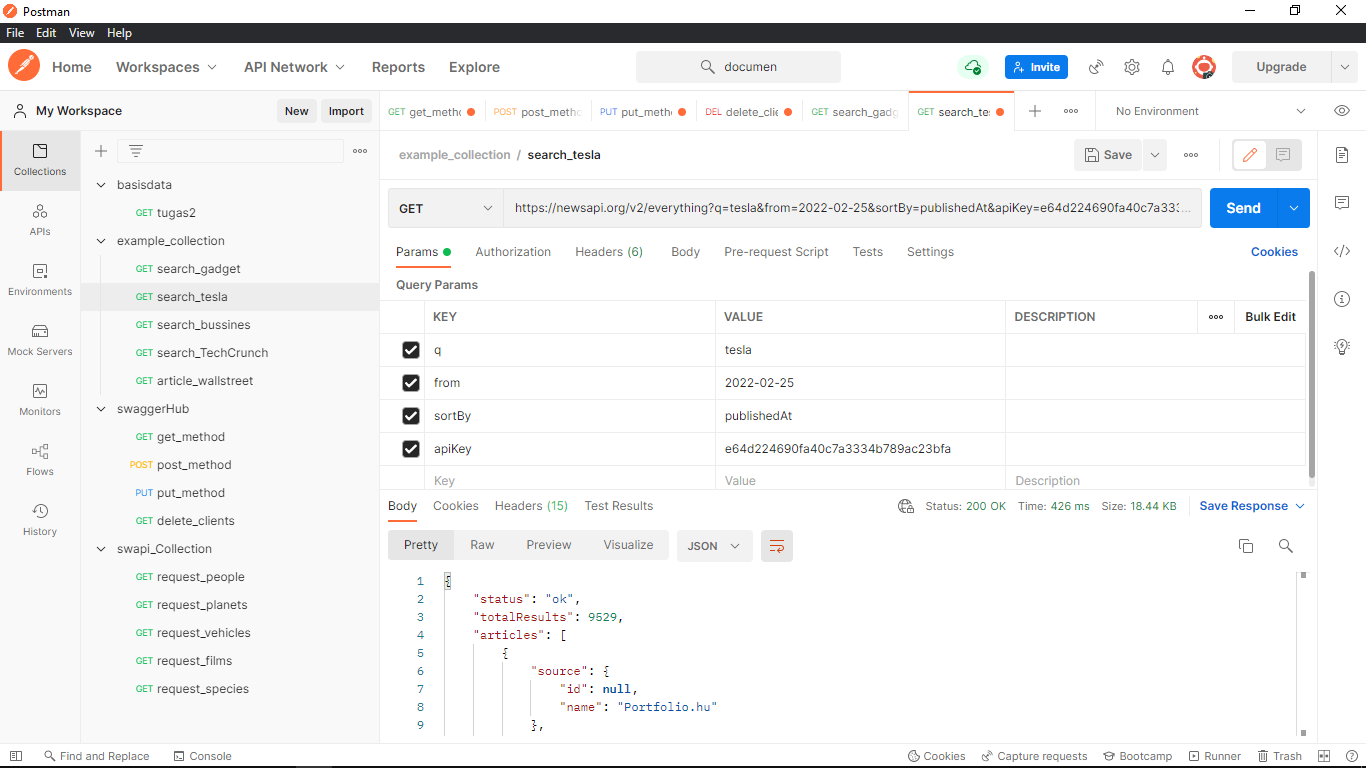 Postman
File Edit View Help
Home Workspaces API Network Reports Explore documen Invite Upgrade
My Workspace New Import
GET get_metho POST post_metho PUT put_metho DEL delete_clie GET search_gadg GET search_tes No Environment
Collections
APIs
Environments
Mock Servers
Monitors
Flows
History
basisdata
GET tugas2
example_collection
GET search_gadget
GET search_tesla
GET search_bussines
GET search_TechCrunch
GET article_wallstreet
swaggerHub
GET get_method
POST post_method
PUT put_method
GET delete_clients
swapi_Collection
GET request_people
GET request_planets
GET request_vehicles
GET request_films
GET request_species
example_collection / search_tesla Save
GET https://newsapi.org/v2/everything?q=tesla&from=2022-02-25&sortBy=publishedAt&apiKey=e64d224690fa40c7a333... Send
Params Authorization Headers (6) Body Pre-request Script Tests Settings Cookies
Query Params
KEY VALUE DESCRIPTION Bulk Edit
q tesla
from 2022-02-25
sortBy publishedAt
apiKey e64d224690fa40c7a3334b789ac23bfa
Key Value Description
Body Cookies Headers (15) Test Results Status: 200 OK Time: 426 ms Size: 18.44 KB Save Response
Pretty Raw Preview Visualize JSON
1 {
2 "status": "ok",
3 "totalResults": 9529,
4 "articles": [
5 {
6 "source": {
7 "id": null,
8 "name": "Portfolio.hu"
9 },
Find and Replace Console Cookies Capture requests Bootcamp Runner Trash